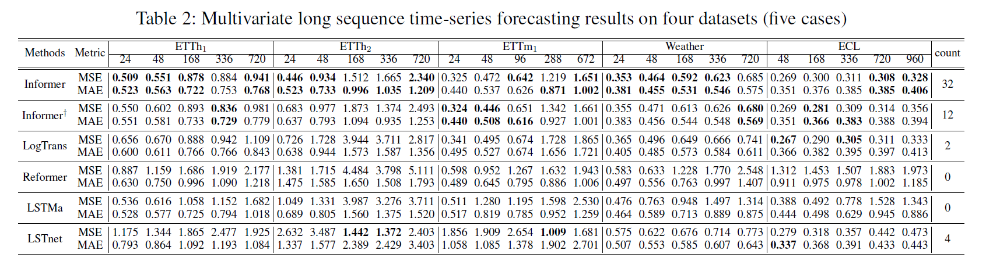 Table 2: Multivariate long sequence time-series forecasting results on four datasets (five cases)
Methods Metric ETTh1 ETTh2 ETTm1 Weather ECL count
24 48 168 336 720 24 48 168 336 720 24 48 96 288 672 24 48 168 336 720 48 168 336 720 960
Informer MSE 0.509 0.551 0.878 0.884 0.941 0.446 0.934 1.512 1.665 2.340 0.325 0.472 0.642 1.219 1.651 0.353 0.464 0.592 0.623 0.685 0.269 0.300 0.311 0.308 0.328 32
MAE 0.523 0.563 0.722 0.753 0.768 0.523 0.733 0.996 1.035 1.209 0.440 0.537 0.626 0.871 1.002 0.381 0.455 0.531 0.546 0.575 0.351 0.376 0.385 0.385 0.406
Informer† MSE 0.550 0.602 0.893 0.836 0.981 0.683 0.977 1.873 1.374 2.493 0.324 0.446 0.651 1.342 1.661 0.355 0.471 0.613 0.626 0.680 0.269 0.281 0.309 0.314 0.356 12
MAE 0.551 0.581 0.733 0.729 0.779 0.637 0.793 1.094 0.935 1.253 0.440 0.508 0.616 0.927 1.001 0.383 0.456 0.544 0.548 0.569 0.351 0.366 0.383 0.388 0.394
LogTrans MSE 0.656 0.670 0.888 0.942 1.109 0.726 1.728 3.944 3.711 2.817 0.341 0.495 0.674 1.728 1.865 0.365 0.496 0.649 0.666 0.741 0.267 0.290 0.305 0.311 0.333 2
MAE 0.600 0.611 0.766 0.766 0.843 0.638 0.944 1.573 1.587 1.356 0.495 0.527 0.674 1.656 1.721 0.405 0.485 0.573 0.584 0.611 0.366 0.382 0.395 0.397 0.413
Reformer MSE 0.887 1.159 1.686 1.919 2.177 1.381 1.715 4.484 3.798 5.111 0.598 0.952 1.267 1.632 1.943 0.583 0.633 1.228 1.770 2.548 1.312 1.453 1.507 1.883 1.973 0
MAE 0.630 0.750 0.996 1.090 1.218 1.475 1.585 1.650 1.508 1.793 0.489 0.645 0.795 0.886 1.006 0.497 0.556 0.763 0.997 1.407 0.911 0.975 0.978 1.002 1.185
LSTMa MSE 0.536 0.616 1.058 1.152 1.682 1.049 1.331 3.987 3.276 3.711 0.511 1.280 1.195 1.598 2.530 0.476 0.763 0.948 1.497 1.314 0.388 0.492 0.778 1.528 1.343 0
MAE 0.528 0.577 0.725 0.794 1.018 0.689 0.805 1.560 1.375 1.520 0.517 0.819 0.785 0.952 1.259 0.464 0.589 0.713 0.889 0.875 0.444 0.498 0.629 0.945 0.886
LSTnet MSE 1.175 1.344 1.865 2.477 1.925 2.632 3.487 1.442 1.372 2.403 1.856 1.909 2.654 1.009 1.681 0.575 0.622 0.676 0.714 0.773 0.279 0.318 0.357 0.442 0.473 4
MAE 0.793 0.864 1.092 1.193 1.084 1.337 1.577 2.389 2.429 3.403 1.058 1.085 1.378 1.902 2.701 0.507 0.553 0.585 0.607 0.643 0.337 0.368 0.391 0.433 0.443